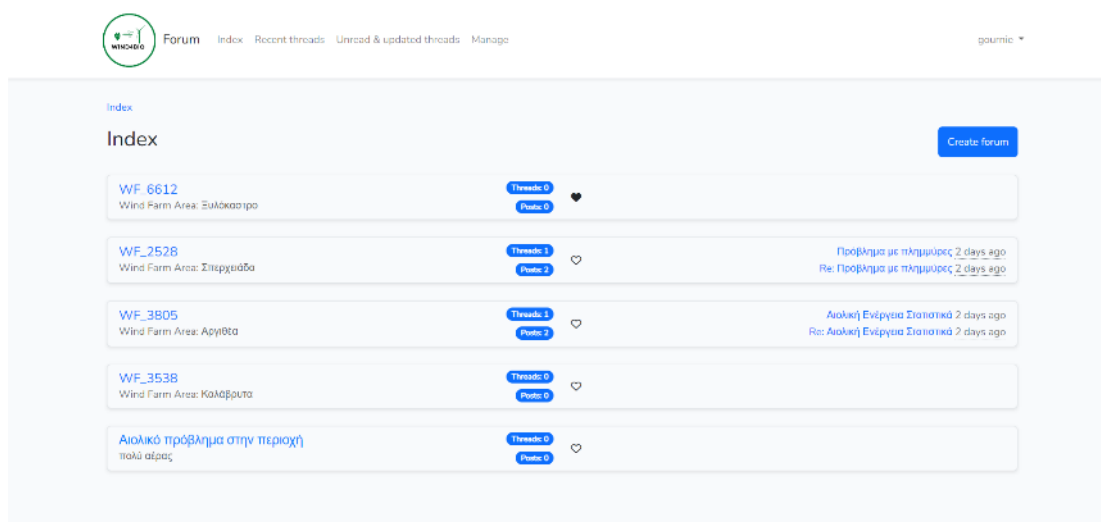 WIND4BIO
Forum Index Recent threads Unread & updated threads Manage gournie
Index
Index
Create forum
WF_6612
Wind Farm Area: Ξυλόκαστρο
Threads: 0
Posts: 0
WF_2528
Wind Farm Area: Σπερχειάδα
Threads: 1
Posts: 2
Πρόβλημα με πλημμύρες 2 days ago
Re: Πρόβλημα με πλημμύρες 2 days ago
WF_3805
Wind Farm Area: Αργιθέα
Threads: 1
Posts: 2
Αιολική Ενέργεια Στατιστικά 2 days ago
Re: Αιολική Ενέργεια Στατιστικά 2 days ago
WF_3538
Wind Farm Area: Καλάβρυτα
Threads: 0
Posts: 0
Αιολικό πρόβλημα στην περιοχή
πολύ αέρας
Threads: 0
Posts: 0